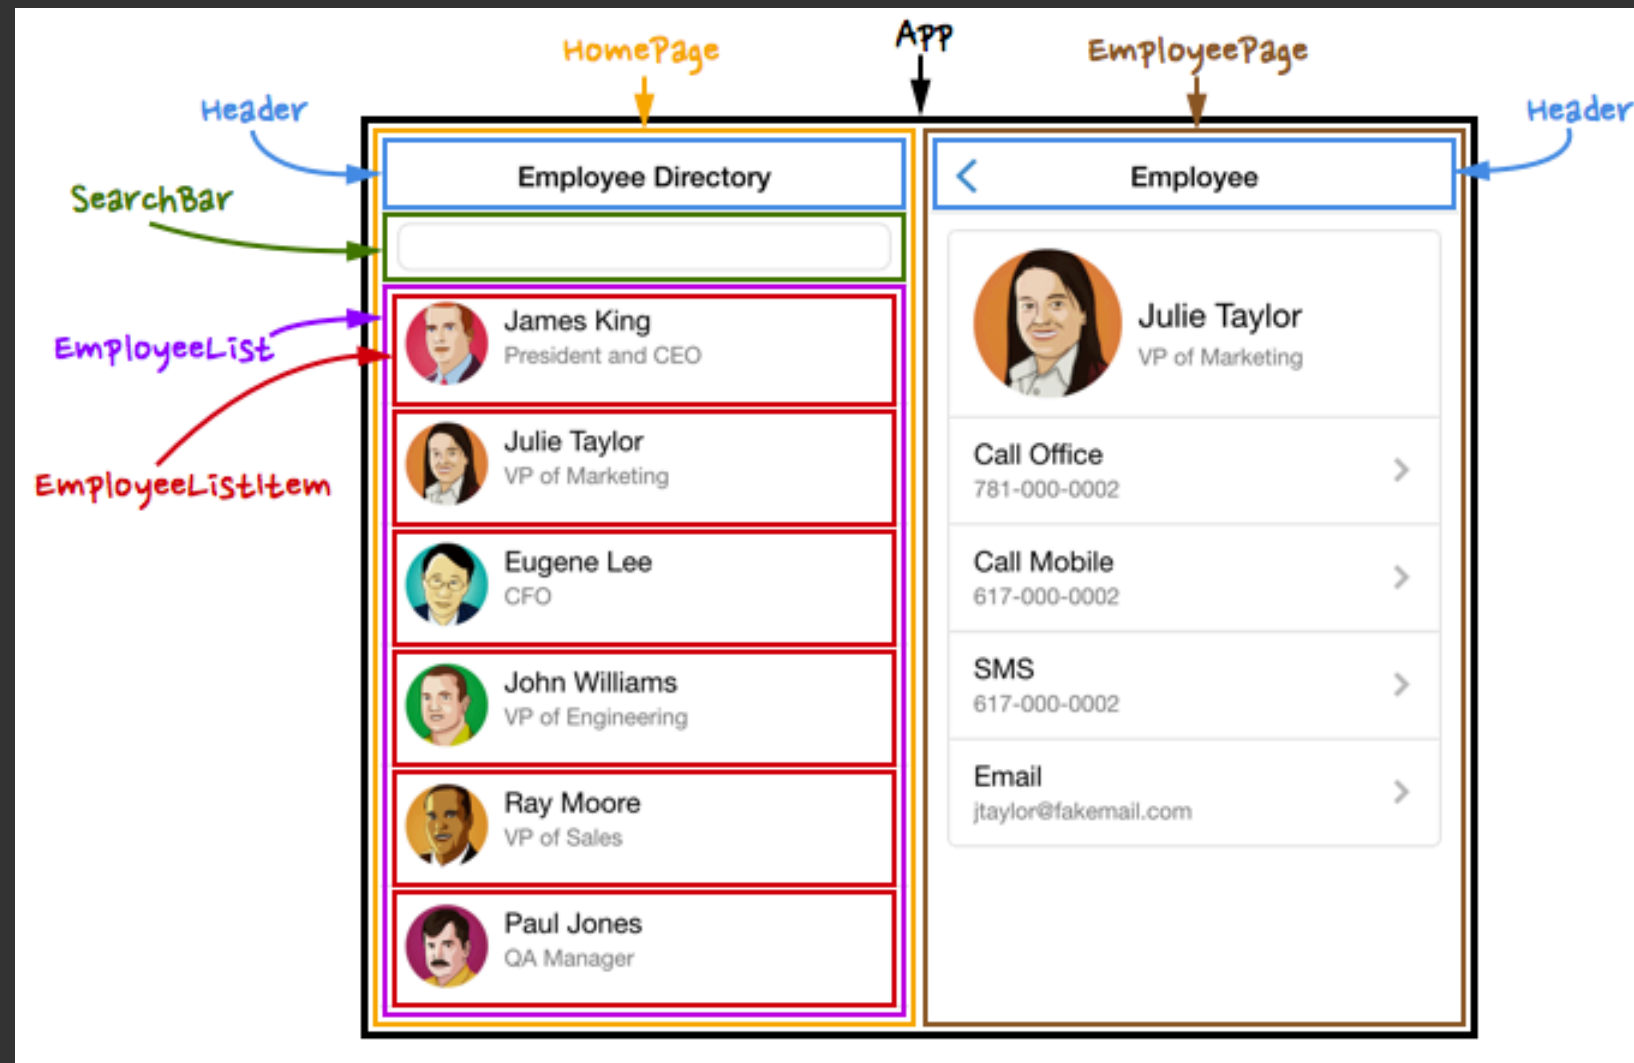 App
HomePage
EmployeePage
Header
Header
SearchBar
EmployeeList
EmployeeListItem
Employee Directory
James King
President and CEO
Julie Taylor
VP of Marketing
Eugene Lee
CFO
John Williams
VP of Engineering
Ray Moore
VP of Sales
Paul Jones
QA Manager
Employee
Julie Taylor
VP of Marketing
Call Office
781-000-0002
Call Mobile
617-000-0002
SMS
617-000-0002
Email
jtaylor@fakemail.com